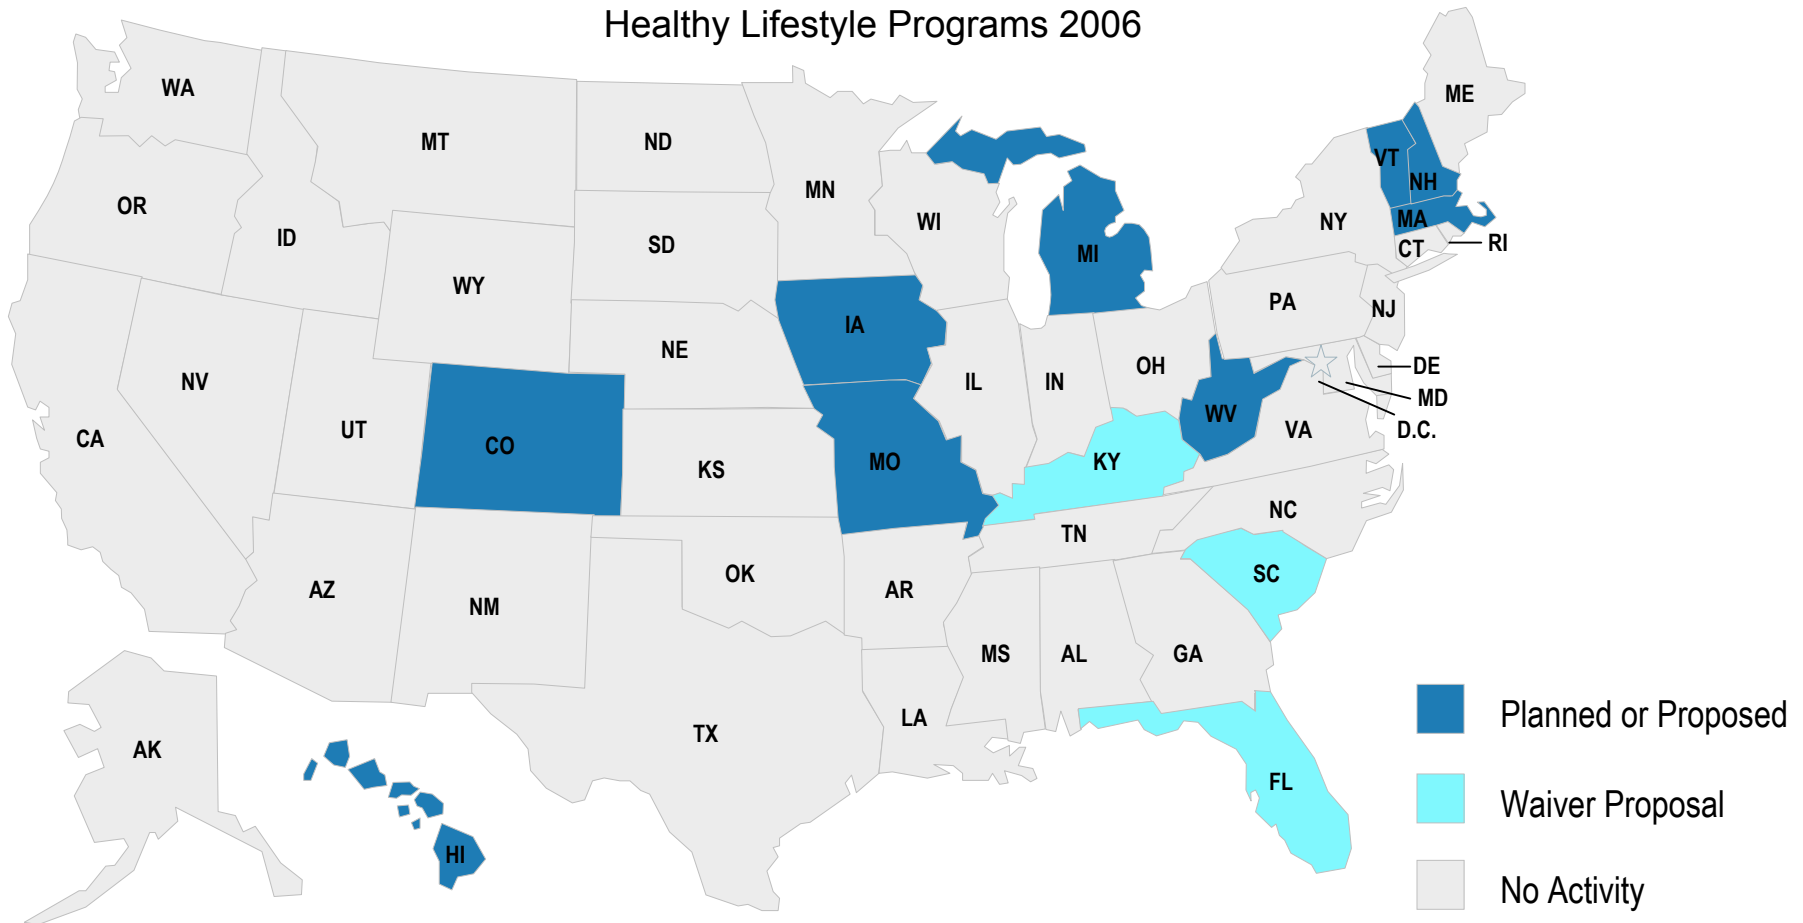 Healthy Lifestyle Programs 2006
WA
MT
ND
MN
ME
OR
ID
SD
WI
MI
VT
NH
NY
MA
CT
RI
WY
IA
NE
PA
NJ
NV
UT
CO
KS
MO
IL
IN
OH
WV
KY
VA
DE
MD
D.C.
CA
AZ
NM
OK
AR
TN
NC
SC
MS
AL
GA
TX
LA
FL
AK
HI
Planned or Proposed
Waiver Proposal
No Activity